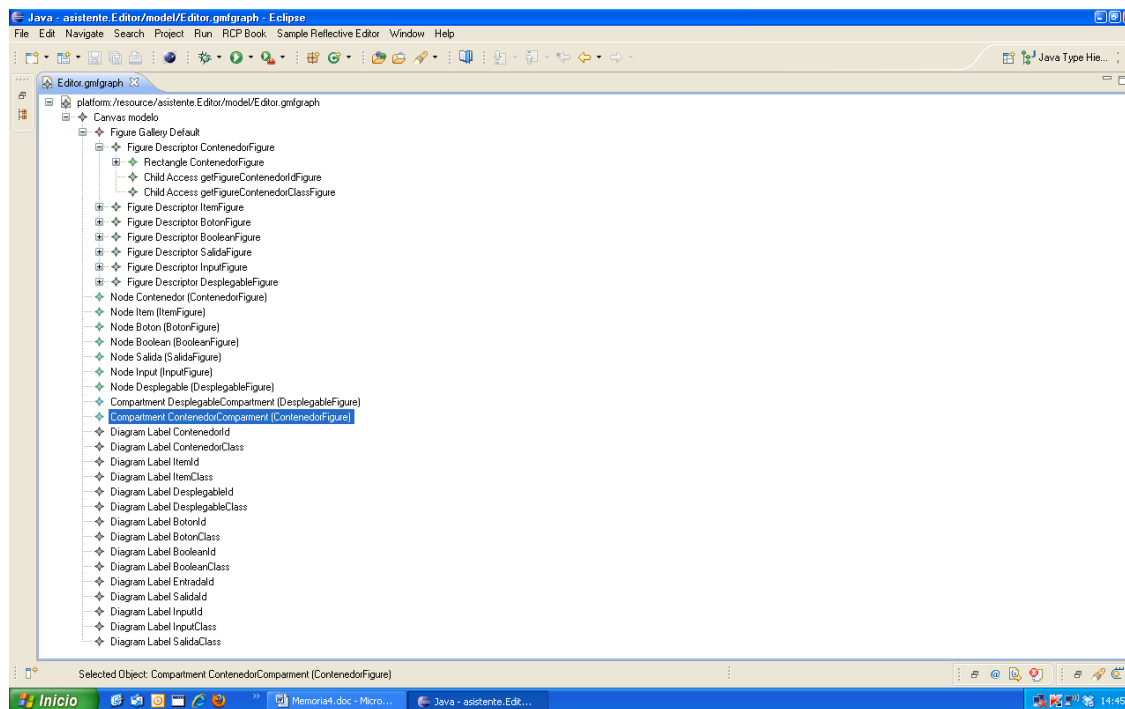 Java - asistente.Editor/model/Editor.gmfgraph - Eclipse
File Edit Navigate Search Project Run RCP Book Sample Reflective Editor Window Help
Java Type Hie...
Editor.gmfgraph
platform:/resource/asistente.Editor/model/Editor.gmfgraph
Canvas modelo
Figure Gallery Default
Figure Descriptor ContenedorFigure
Rectangle ContenedorFigure
Child Access getFigureContenedorIdFigure
Child Access getFigureContenedorClassFigure
Figure Descriptor ItemFigure
Figure Descriptor BotonFigure
Figure Descriptor BooleanFigure
Figure Descriptor SalidaFigure
Figure Descriptor InputFigure
Figure Descriptor DesplegableFigure
Node Contenedor (ContenedorFigure)
Node Item (ItemFigure)
Node Boton (BotonFigure)
Node Boolean (BooleanFigure)
Node Salida (SalidaFigure)
Node Input (InputFigure)
Node Desplegable (DesplegableFigure)
Compartment DesplegableCompartment (DesplegableFigure)
Compartment ContenedorComparment (ContenedorFigure)
Diagram Label ContenedorId
Diagram Label ContenedorClass
Diagram Label ItemId
Diagram Label ItemClass
Diagram Label DesplegableId
Diagram Label DesplegableClass
Diagram Label BotonId
Diagram Label BotonClass
Diagram Label BooleanId
Diagram Label BooleanClass
Diagram Label EntradaId
Diagram Label SalidaId
Diagram Label InputId
Diagram Label InputClass
Diagram Label SalidaClass
Selected Object: Compartment ContenedorComparment (ContenedorFigure)
Inicio
Memoria4.doc - Micro...
Java - asistente.Edit...
14:45